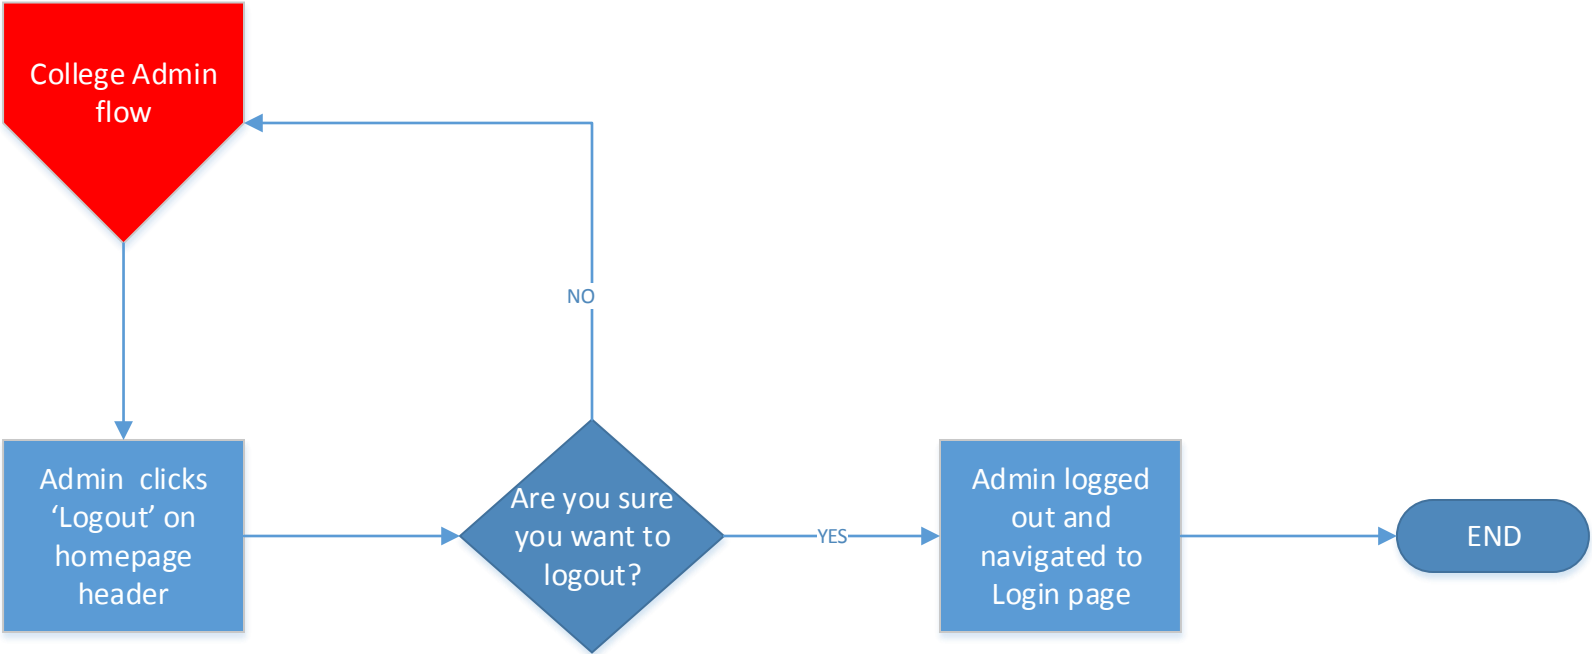 College Admin
flow
NO
Admin  clicks
‘Logout’ on
homepage
header
Are you sure
you want to
logout?
YES
Admin logged
out and
navigated to
Login page
END